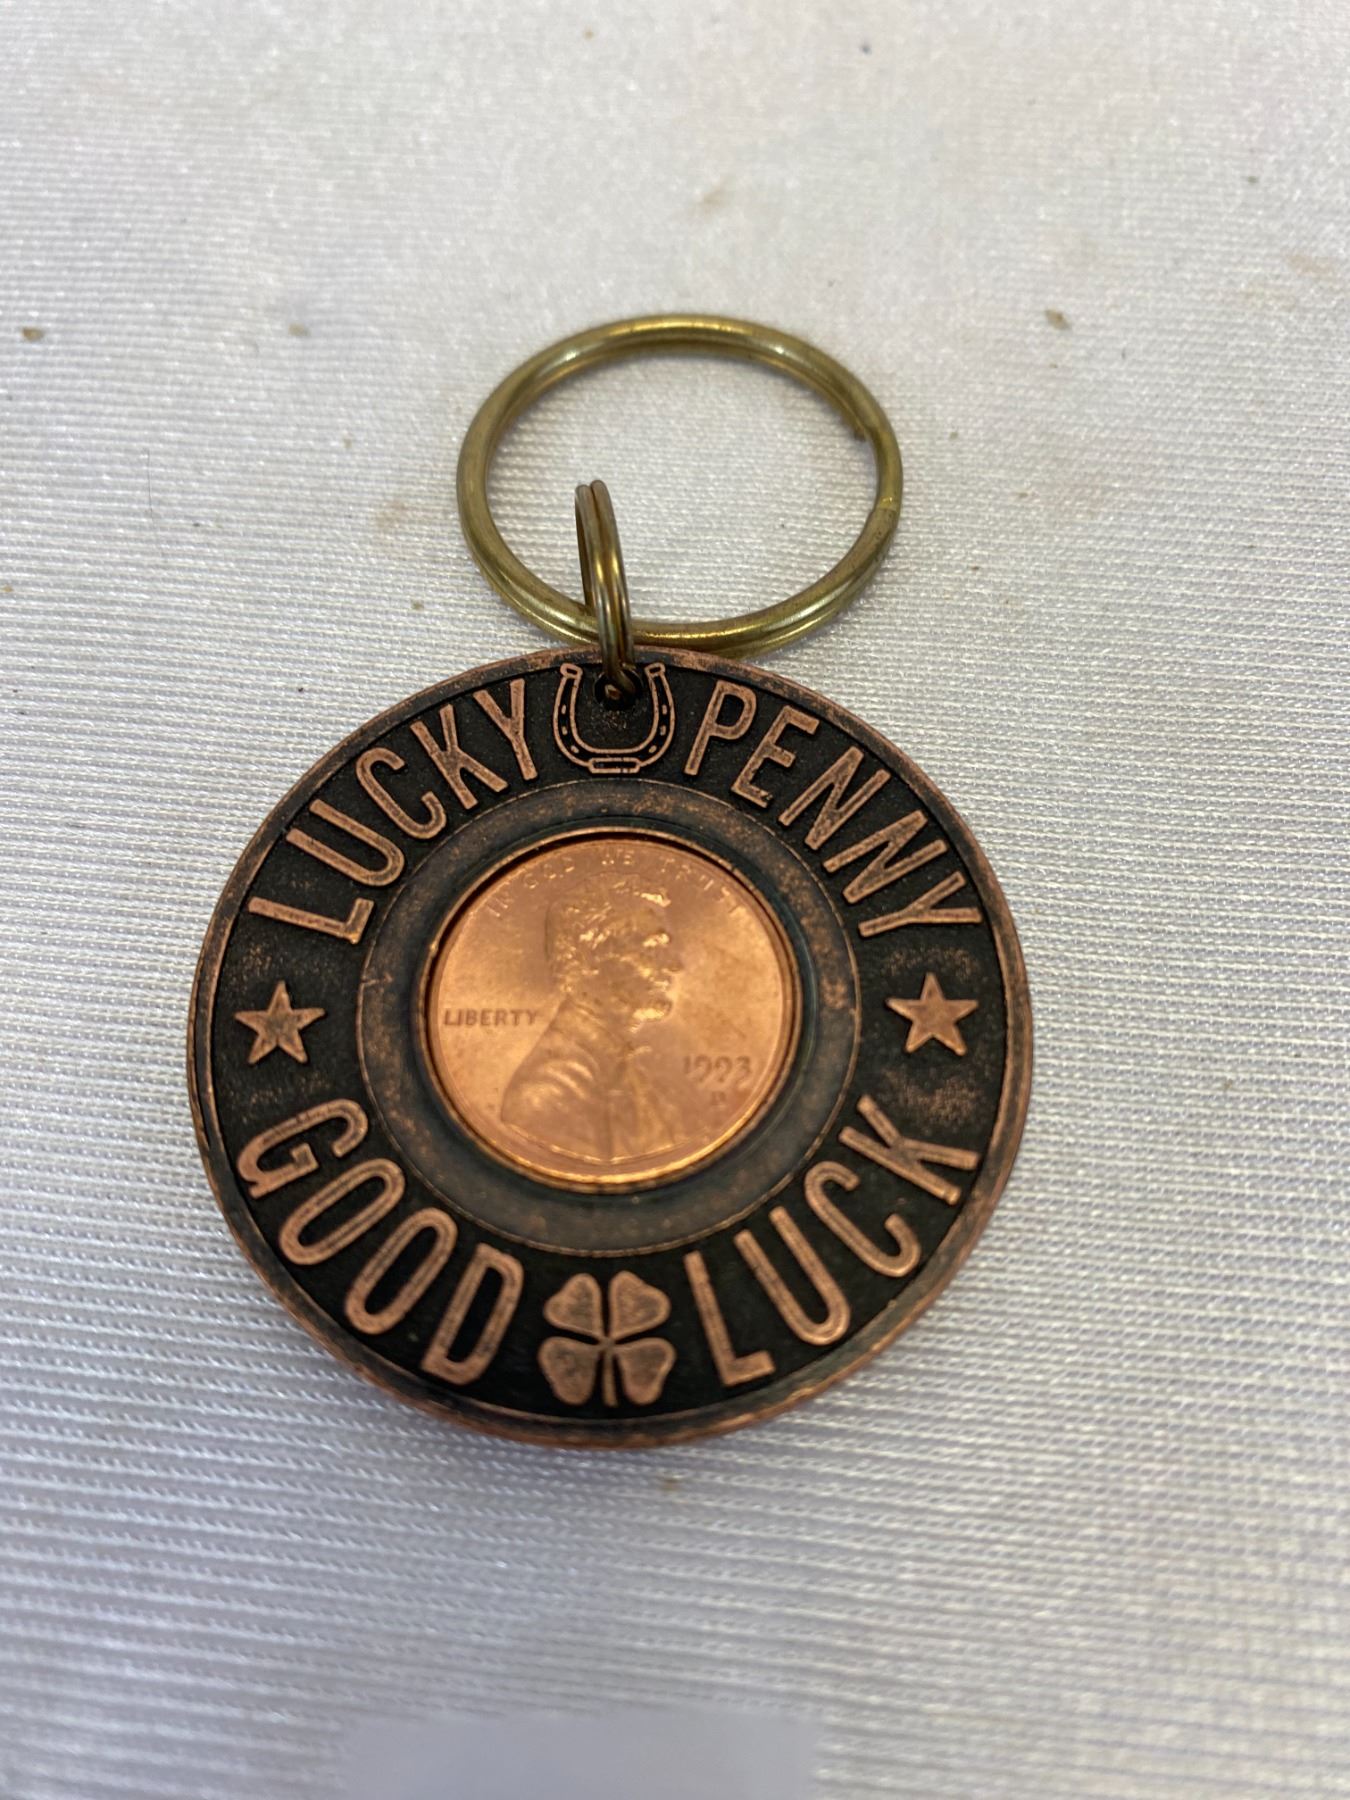 LUCKY PENNY
IN GOD WE TRUST
LIBERTY
1993
D
GOOD LUCK